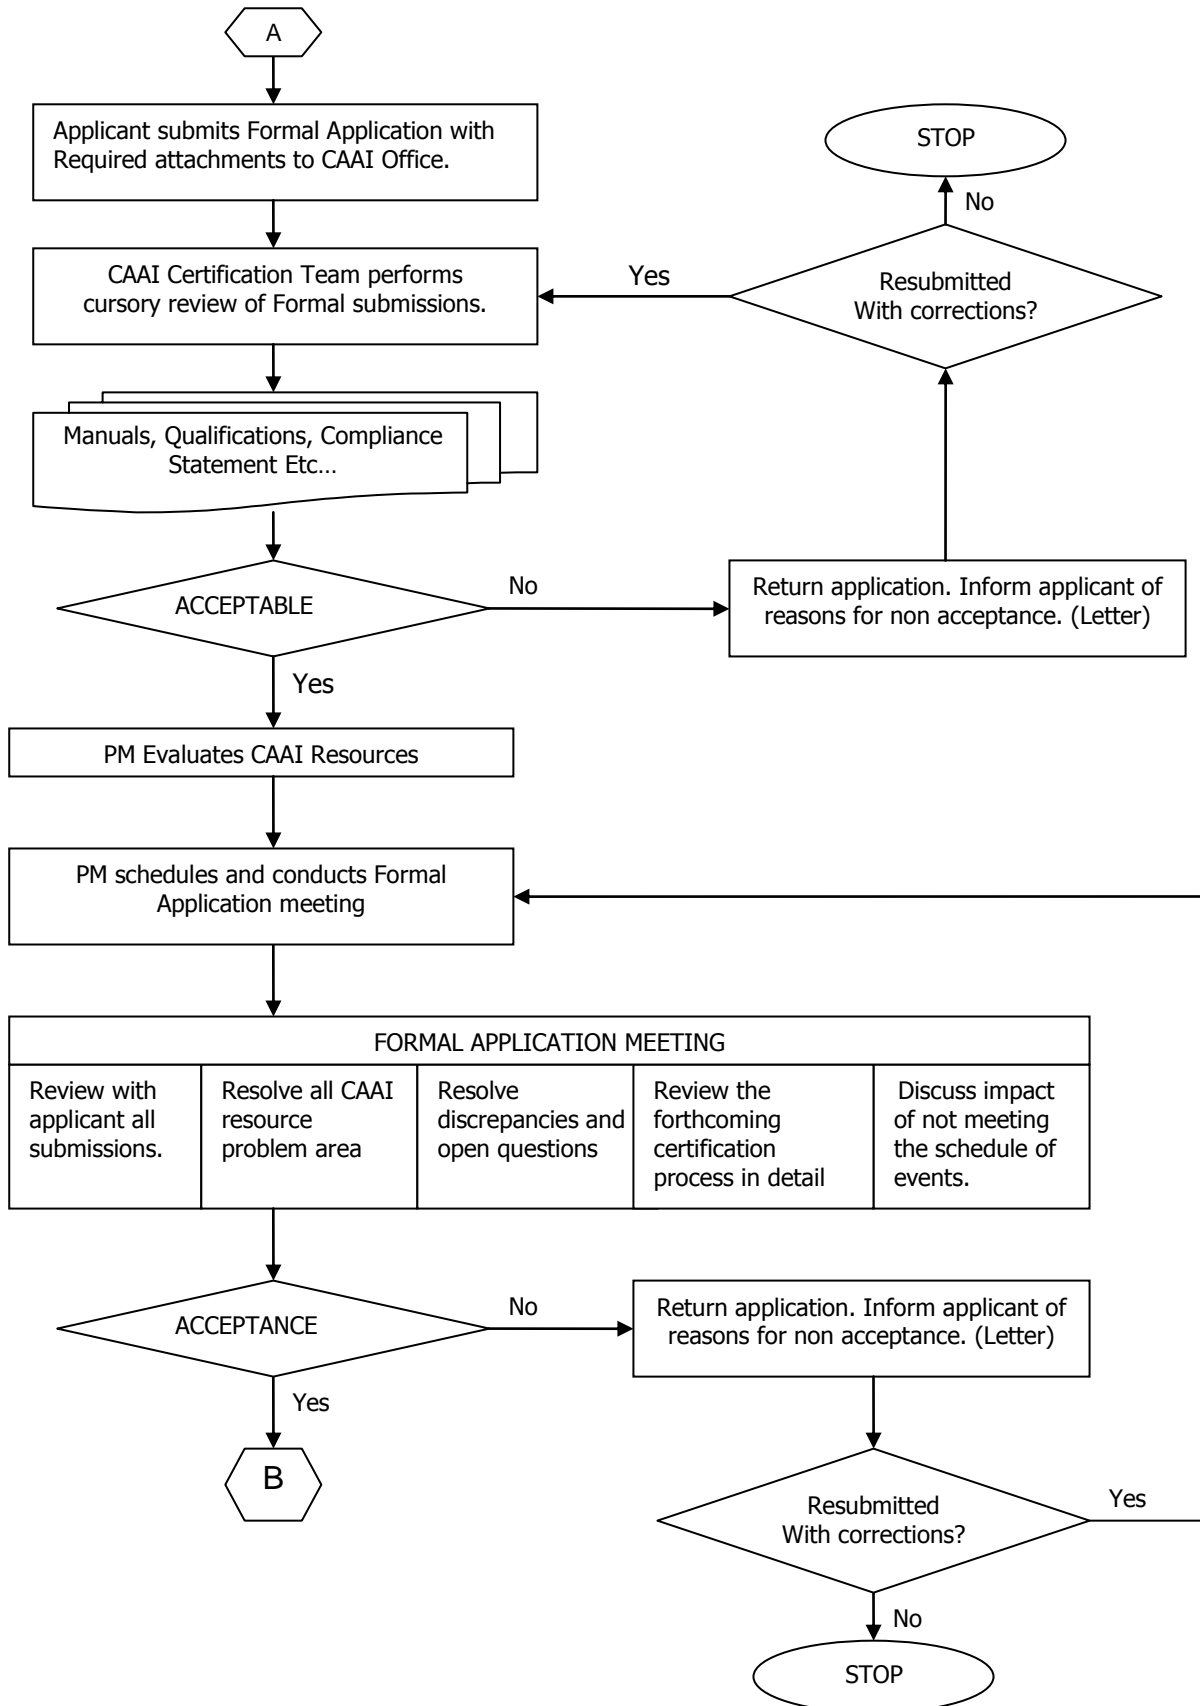 A
Applicant submits Formal Application with
Required attachments to CAAI Office.
STOP
No
CAAI Certification Team performs
cursory review of Formal submissions.
Yes
Resubmitted
With corrections?
Manuals, Qualifications, Compliance
Statement Etc...
ACCEPTABLE
No
Return application. Inform applicant of
reasons for non acceptance. (Letter)
Yes
PM Evaluates CAAI Resources
PM schedules and conducts Formal
Application meeting
FORMAL APPLICATION MEETING
Review with
applicant all
submissions.
Resolve all CAAI
resource
problem area
Resolve
discrepancies and
open questions
Review the
forthcoming
certification
process in detail
Discuss impact
of not meeting
the schedule of
events.
ACCEPTANCE
No
Return application. Inform applicant of
reasons for non acceptance. (Letter)
Yes
B
Resubmitted
With corrections?
Yes
No
STOP